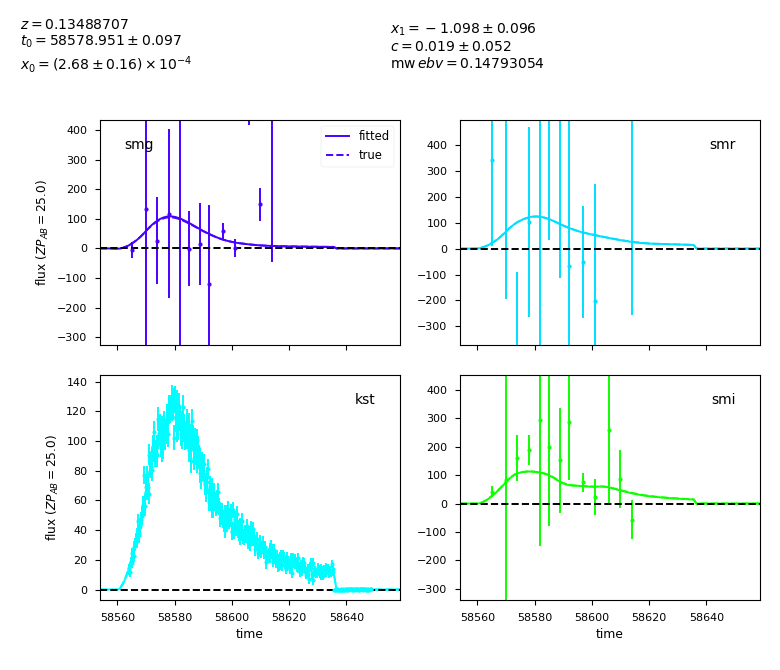 z = 0.13488707
t₀ = 58578.951 ± 0.097
x₀ = (2.68 ± 0.16) × 10⁻⁴
x₁ = −1.098 ± 0.096
c = 0.019 ± 0.052
mw ebv = 0.14793054
smg
fitted
true
400
300
200
100
0
−100
−200
−300
flux (ZP_AB = 25.0)
smr
400
300
200
100
0
−100
−200
−300
kst
140
120
100
80
60
40
20
0
flux (ZP_AB = 25.0)
58560 58580 58600 58620 58640
time
smi
400
300
200
100
0
−100
−200
−300
58560 58580 58600 58620 58640
time